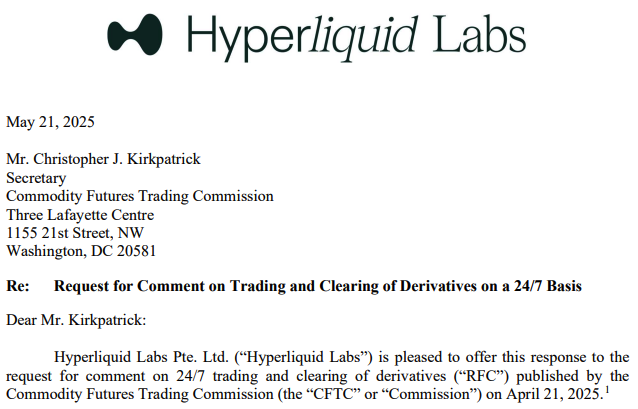 Hyperliquid Labs
May 21, 2025
Mr. Christopher J. Kirkpatrick
Secretary
Commodity Futures Trading Commission
Three Lafayette Centre
1155 21st Street, NW
Washington, DC 20581
Re: Request for Comment on Trading and Clearing of Derivatives on a 24/7 Basis
Dear Mr. Kirkpatrick:
Hyperliquid Labs Pte. Ltd. (“Hyperliquid Labs”) is pleased to offer this response to the
request for comment on 24/7 trading and clearing of derivatives (“RFC”) published by the
Commodity Futures Trading Commission (the “CFTC” or “Commission”) on April 21, 2025.¹